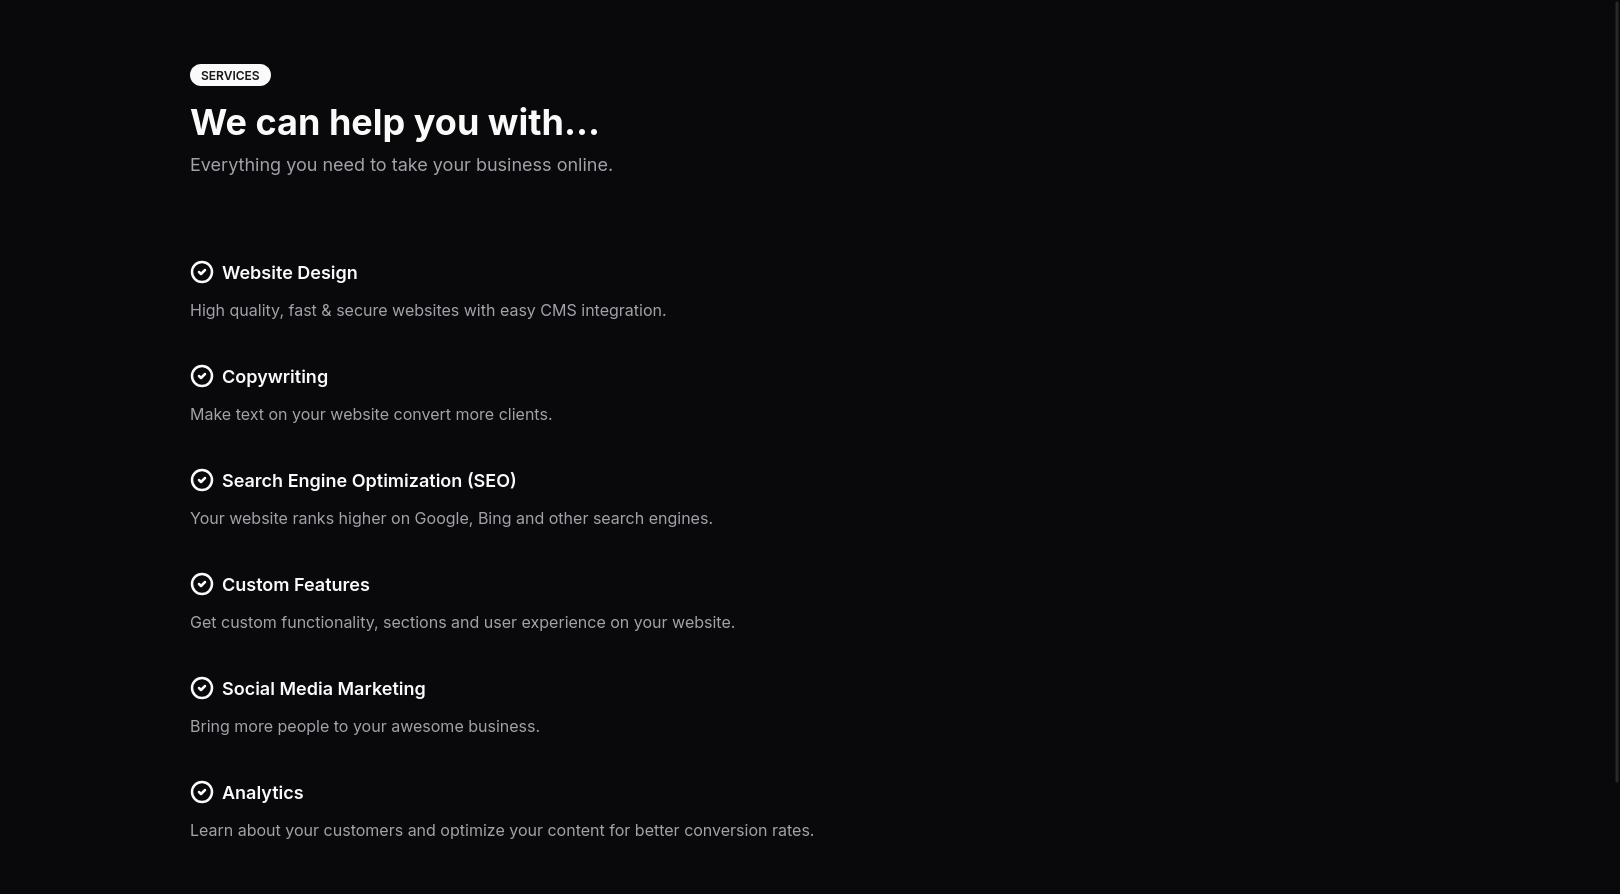 SERVICES
We can help you with...
Everything you need to take your business online.
Website Design
High quality, fast & secure websites with easy CMS integration.
Copywriting
Make text on your website convert more clients.
Search Engine Optimization (SEO)
Your website ranks higher on Google, Bing and other search engines.
Custom Features
Get custom functionality, sections and user experience on your website.
Social Media Marketing
Bring more people to your awesome business.
Analytics
Learn about your customers and optimize your content for better conversion rates.